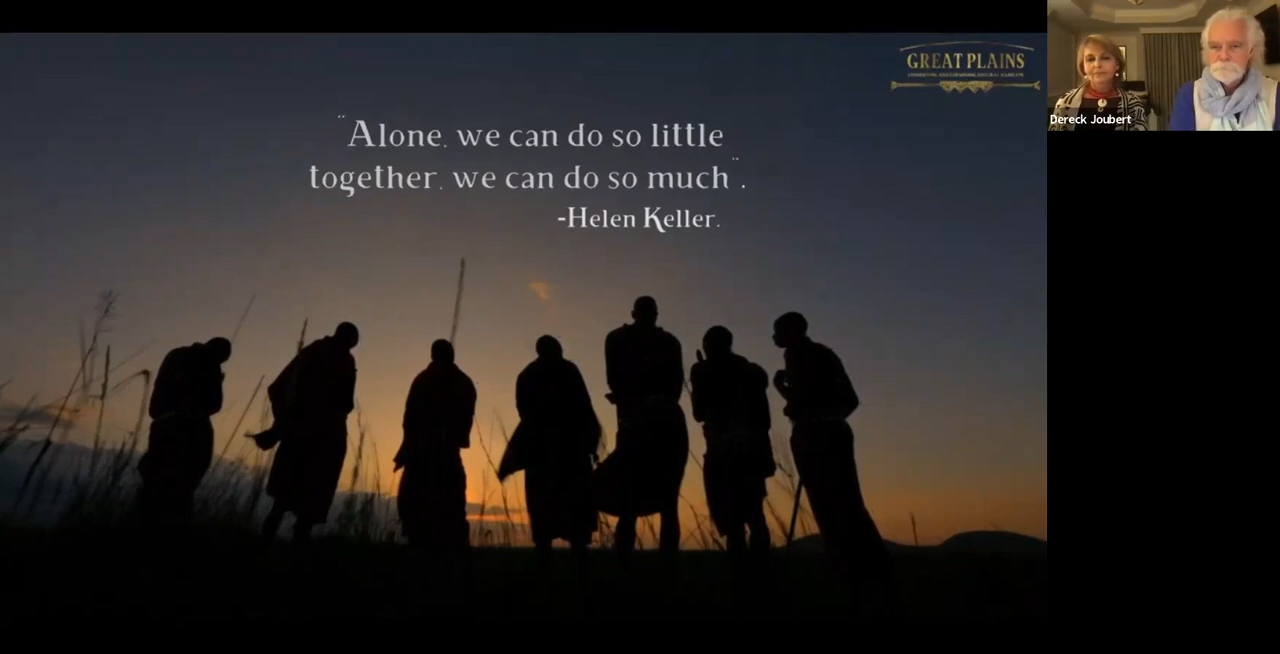 GREAT PLAINS
"Alone, we can do so little
together, we can do so much".
-Helen Keller.
Dereck Joubert